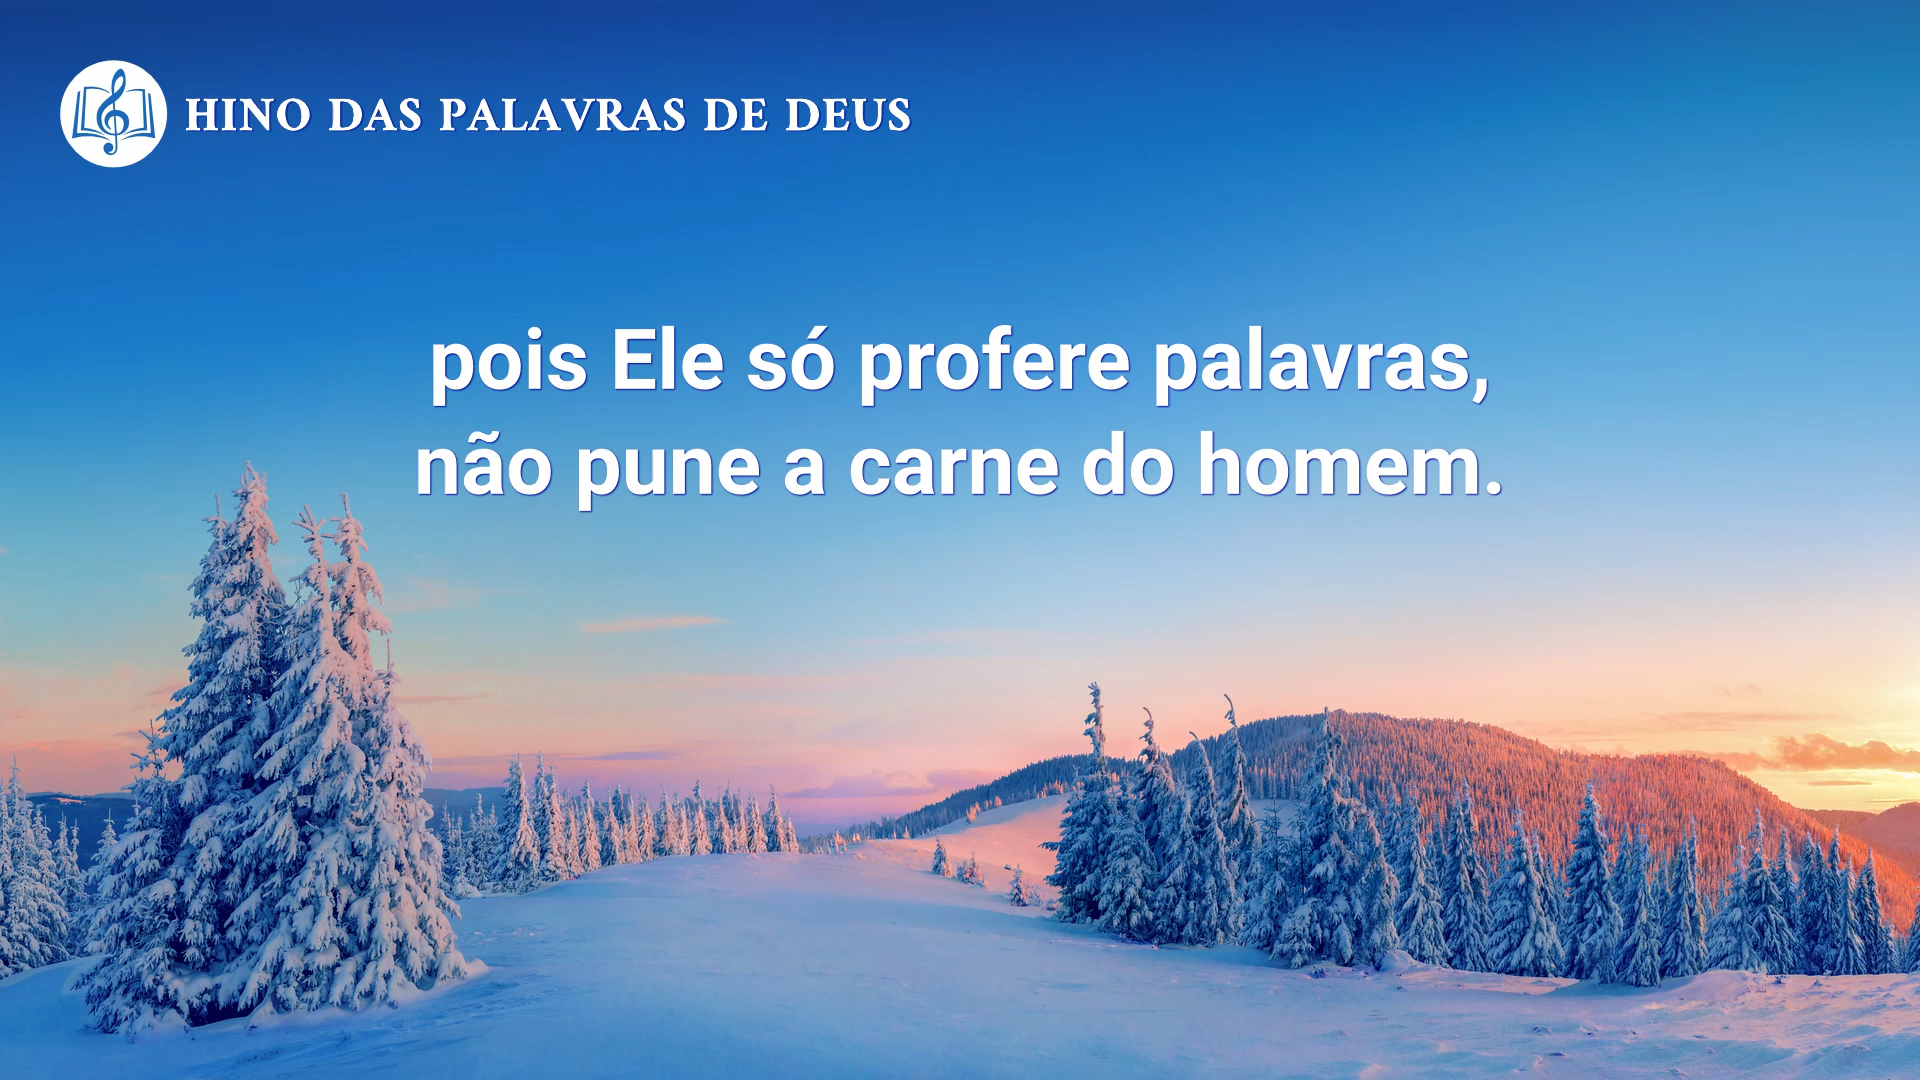 HINO DAS PALAVRAS DE DEUS
pois Ele só profere palavras,
não pune a carne do homem.